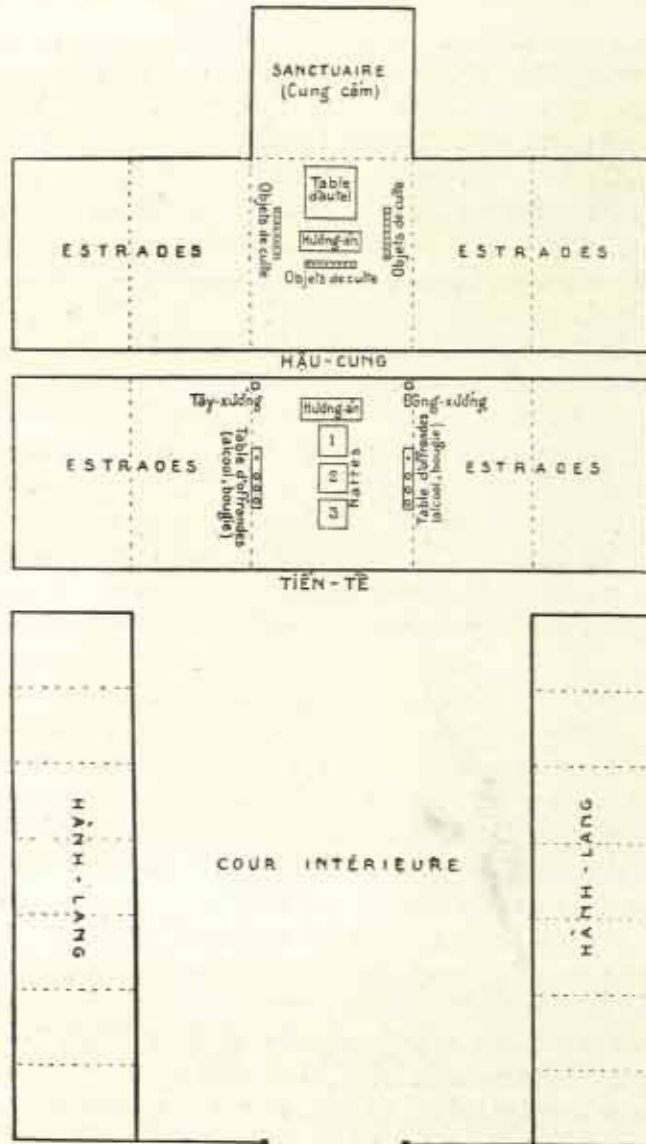 SANCTUAIRE
(Cung cấm)
Table
d'autel
Objets de culte
Hương-án
Objets de culte
Objets de culte
ESTRADES
ESTRADES
HẬU-CUNG
Tây-xướng
Hương-án
Đông-xướng
ESTRADES
Table d'offrandes
(alcool, bougie)
1
2
3
Nattes
Table d'offrandes
(alcool, bougie)
ESTRADES
TIỀN-TẾ
HÀNH-LANG
COUR INTÉRIEURE
HÀNH-LANG